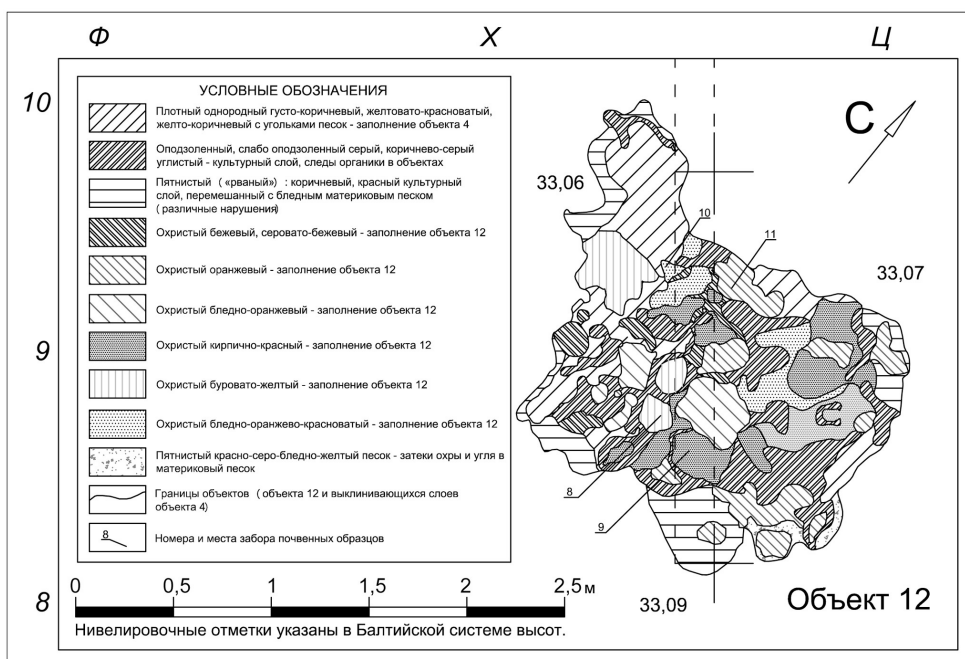 Ф Х Ц
10
9
8
УСЛОВНЫЕ ОБОЗНАЧЕНИЯ
Плотный однородный густо-коричневый, желтовато-красноватый,
желто-коричневый с угольками песок - заполнение объекта 4
Оподзоленный, слабо оподзоленный серый, коричнево-серый
углистый - культурный слой, следы органики в объектах
Пятнистый ( «рваный») : коричневый, красный культурный
слой, перемешанный с бледным материковым песком
( различные нарушения)
Охристый бежевый, серовато-бежевый - заполнение объекта 12
Охристый оранжевый - заполнение объекта 12
Охристый бледно-оранжевый - заполнение объекта 12
Охристый кирпично-красный - заполнение объекта 12
Охристый буровато-желтый - заполнение объекта 12
Охристый бледно-оранжево-красноватый - заполнение объекта 12
Пятнистый красно-серо-бледно-желтый песок - затеки охры и угля в
материковый песок
Границы объектов ( объекта 12 и выклинивающихся слоев
объекта 4)
8
Номера и места забора почвенных образцов
С
33,06
10
11
33,07
8
9
33,09
Объект 12
0 0,5 1 1,5 2 2,5 м
Нивелировочные отметки указаны в Балтийской системе высот.